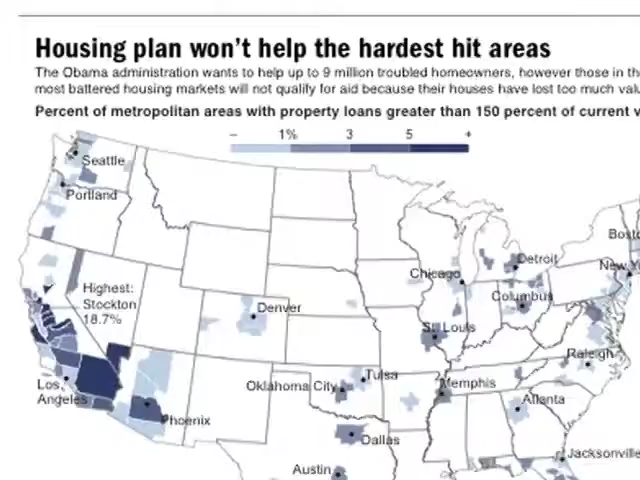 Housing plan won't help the hardest hit areas
The Obama administration wants to help up to 9 million troubled homeowners, however those in
most battered housing markets will not qualify for aid because their houses have lost too much
Percent of metropolitan areas with property loans greater than 150 percent of current
– 1% 3 5 +
Seattle
Portland
Bost
Detroit
New Y
Chicago
Highest:
Stockton
18.7%
Columbus
Denver
St. Louis
Raleigh
Los
Angeles
Oklahoma City
Tulsa
Memphis
Atlanta
Phoenix
Dallas
Jacksonville
Austin